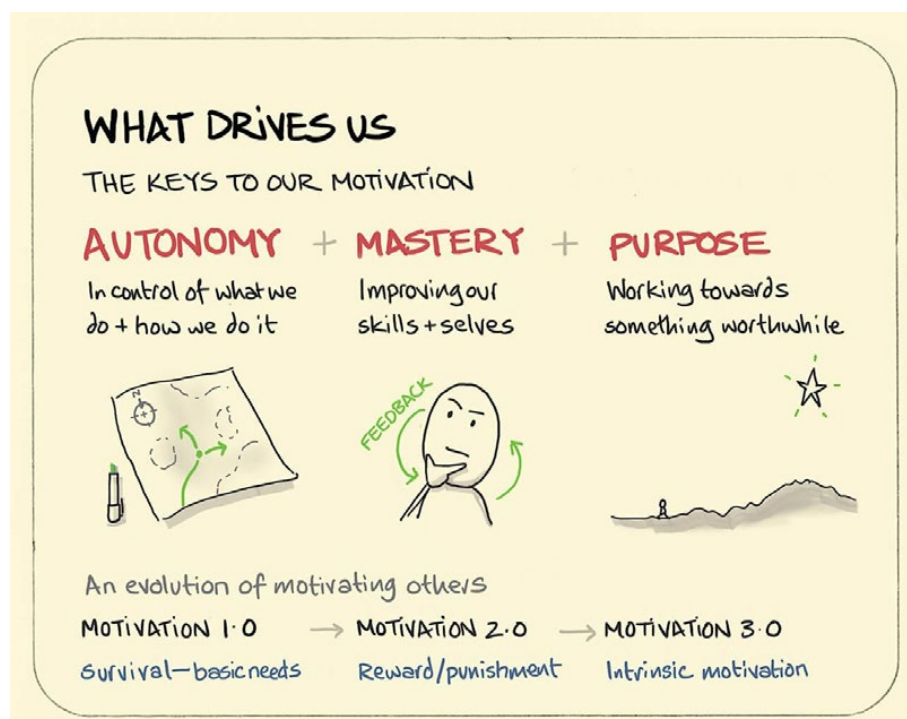 WHAT DRIVES US
THE KEYS TO OUR MOTIVATION
AUTONOMY + MASTERY + PURPOSE
In control of what we do + how we do it
Improving our skills + selves
Working towards something worthwhile
N
FEEDBACK
An evolution of motivating others
MOTIVATION 1.0 → MOTIVATION 2.0 → MOTIVATION 3.0
Survival—basic needs
Reward/punishment
Intrinsic motivation